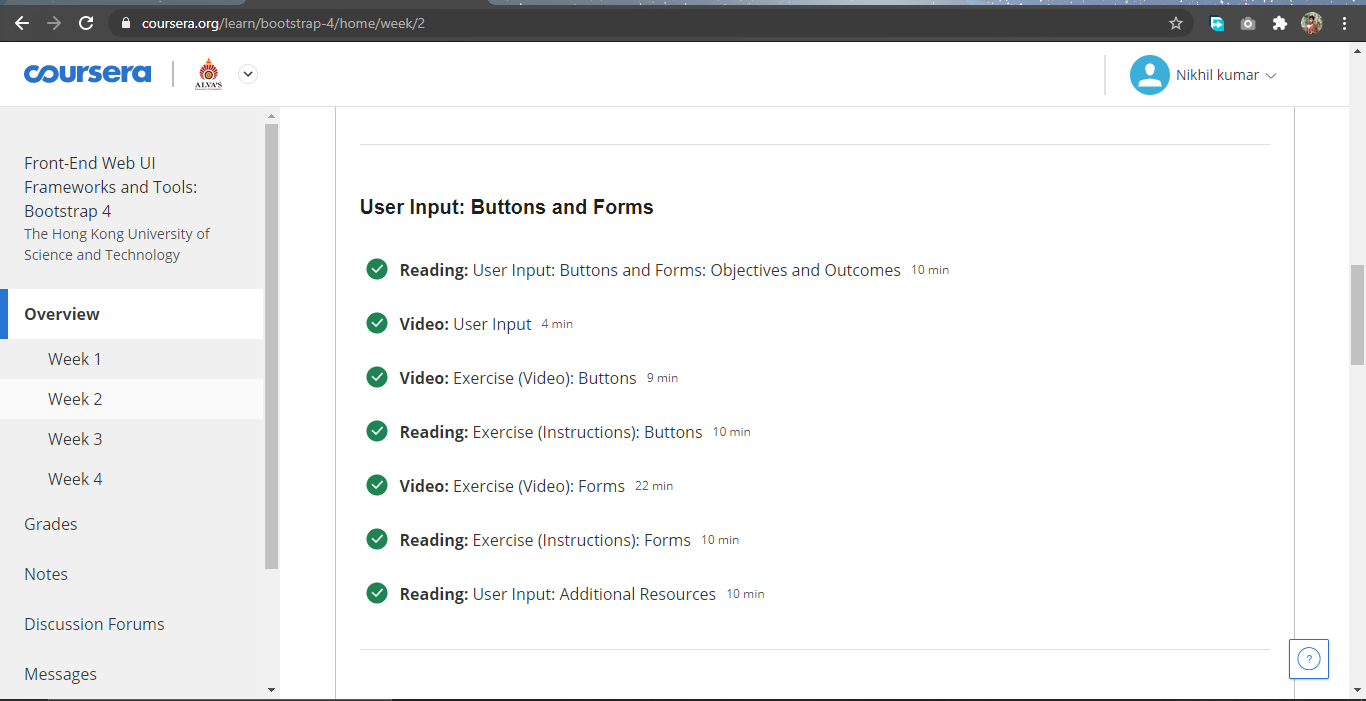 coursera.org/learn/bootstrap-4/home/week/2
coursera
ALVA'S
Nikhil kumar
Front-End Web UI
Frameworks and Tools:
Bootstrap 4
The Hong Kong University of
Science and Technology
Overview
Week 1
Week 2
Week 3
Week 4
Grades
Notes
Discussion Forums
Messages
User Input: Buttons and Forms
Reading: User Input: Buttons and Forms: Objectives and Outcomes 10 min
Video: User Input 4 min
Video: Exercise (Video): Buttons 9 min
Reading: Exercise (Instructions): Buttons 10 min
Video: Exercise (Video): Forms 22 min
Reading: Exercise (Instructions): Forms 10 min
Reading: User Input: Additional Resources 10 min
?